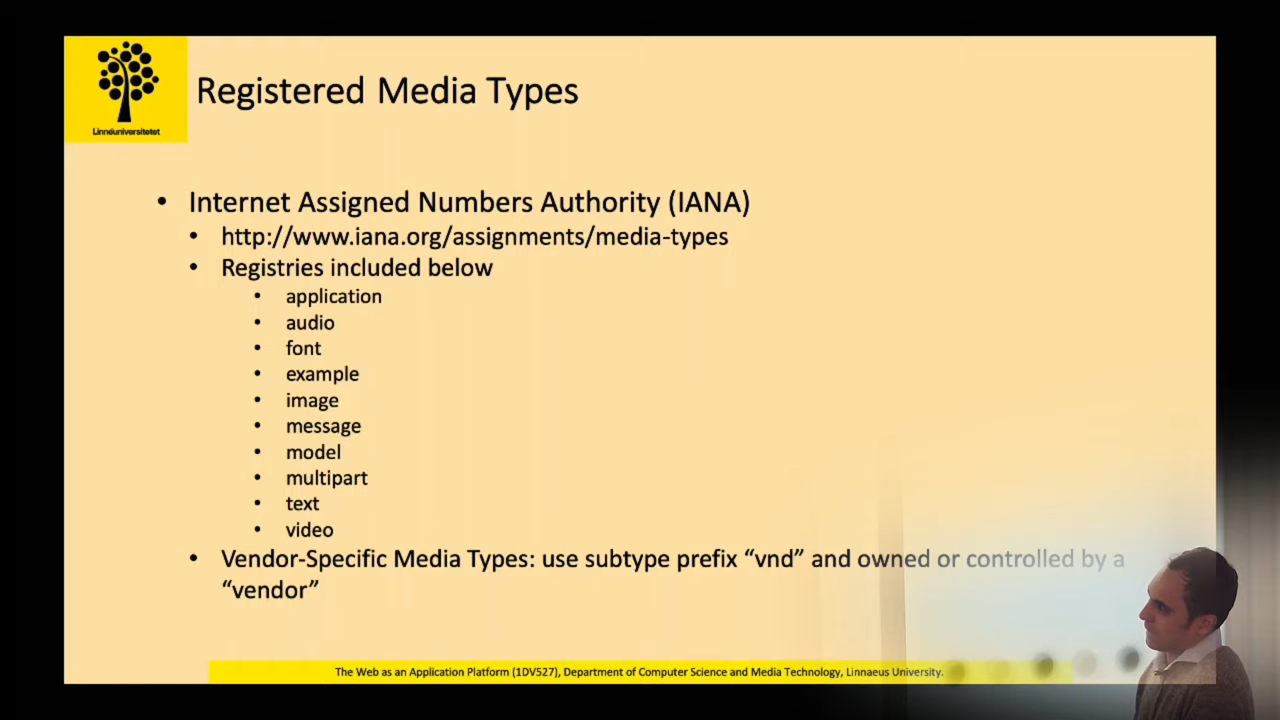 Linnéuniversitetet
Registered Media Types
• Internet Assigned Numbers Authority (IANA)
• http://www.iana.org/assignments/media-types
• Registries included below
• application
• audio
• font
• example
• image
• message
• model
• multipart
• text
• video
• Vendor-Specific Media Types: use subtype prefix “vnd” and owned or controlled by a
“vendor”
The Web as an Application Platform (1DV527), Department of Computer Science and Media Technology, Linnaeus University.